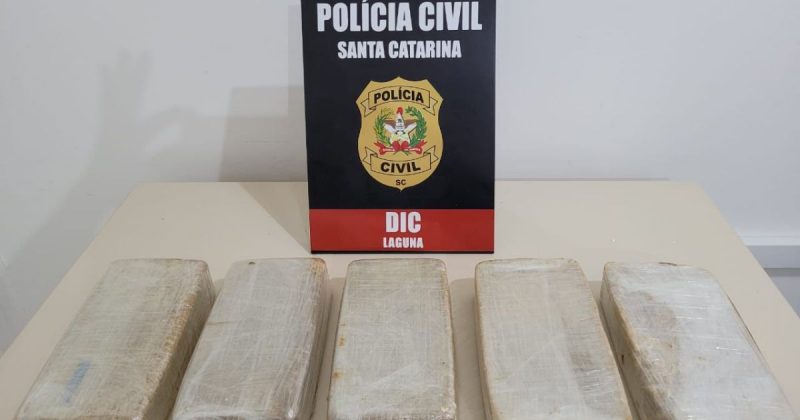 POLÍCIA CIVIL
SANTA CATARINA
POLÍCIA
CIVIL
SC
DIC
LAGUNA